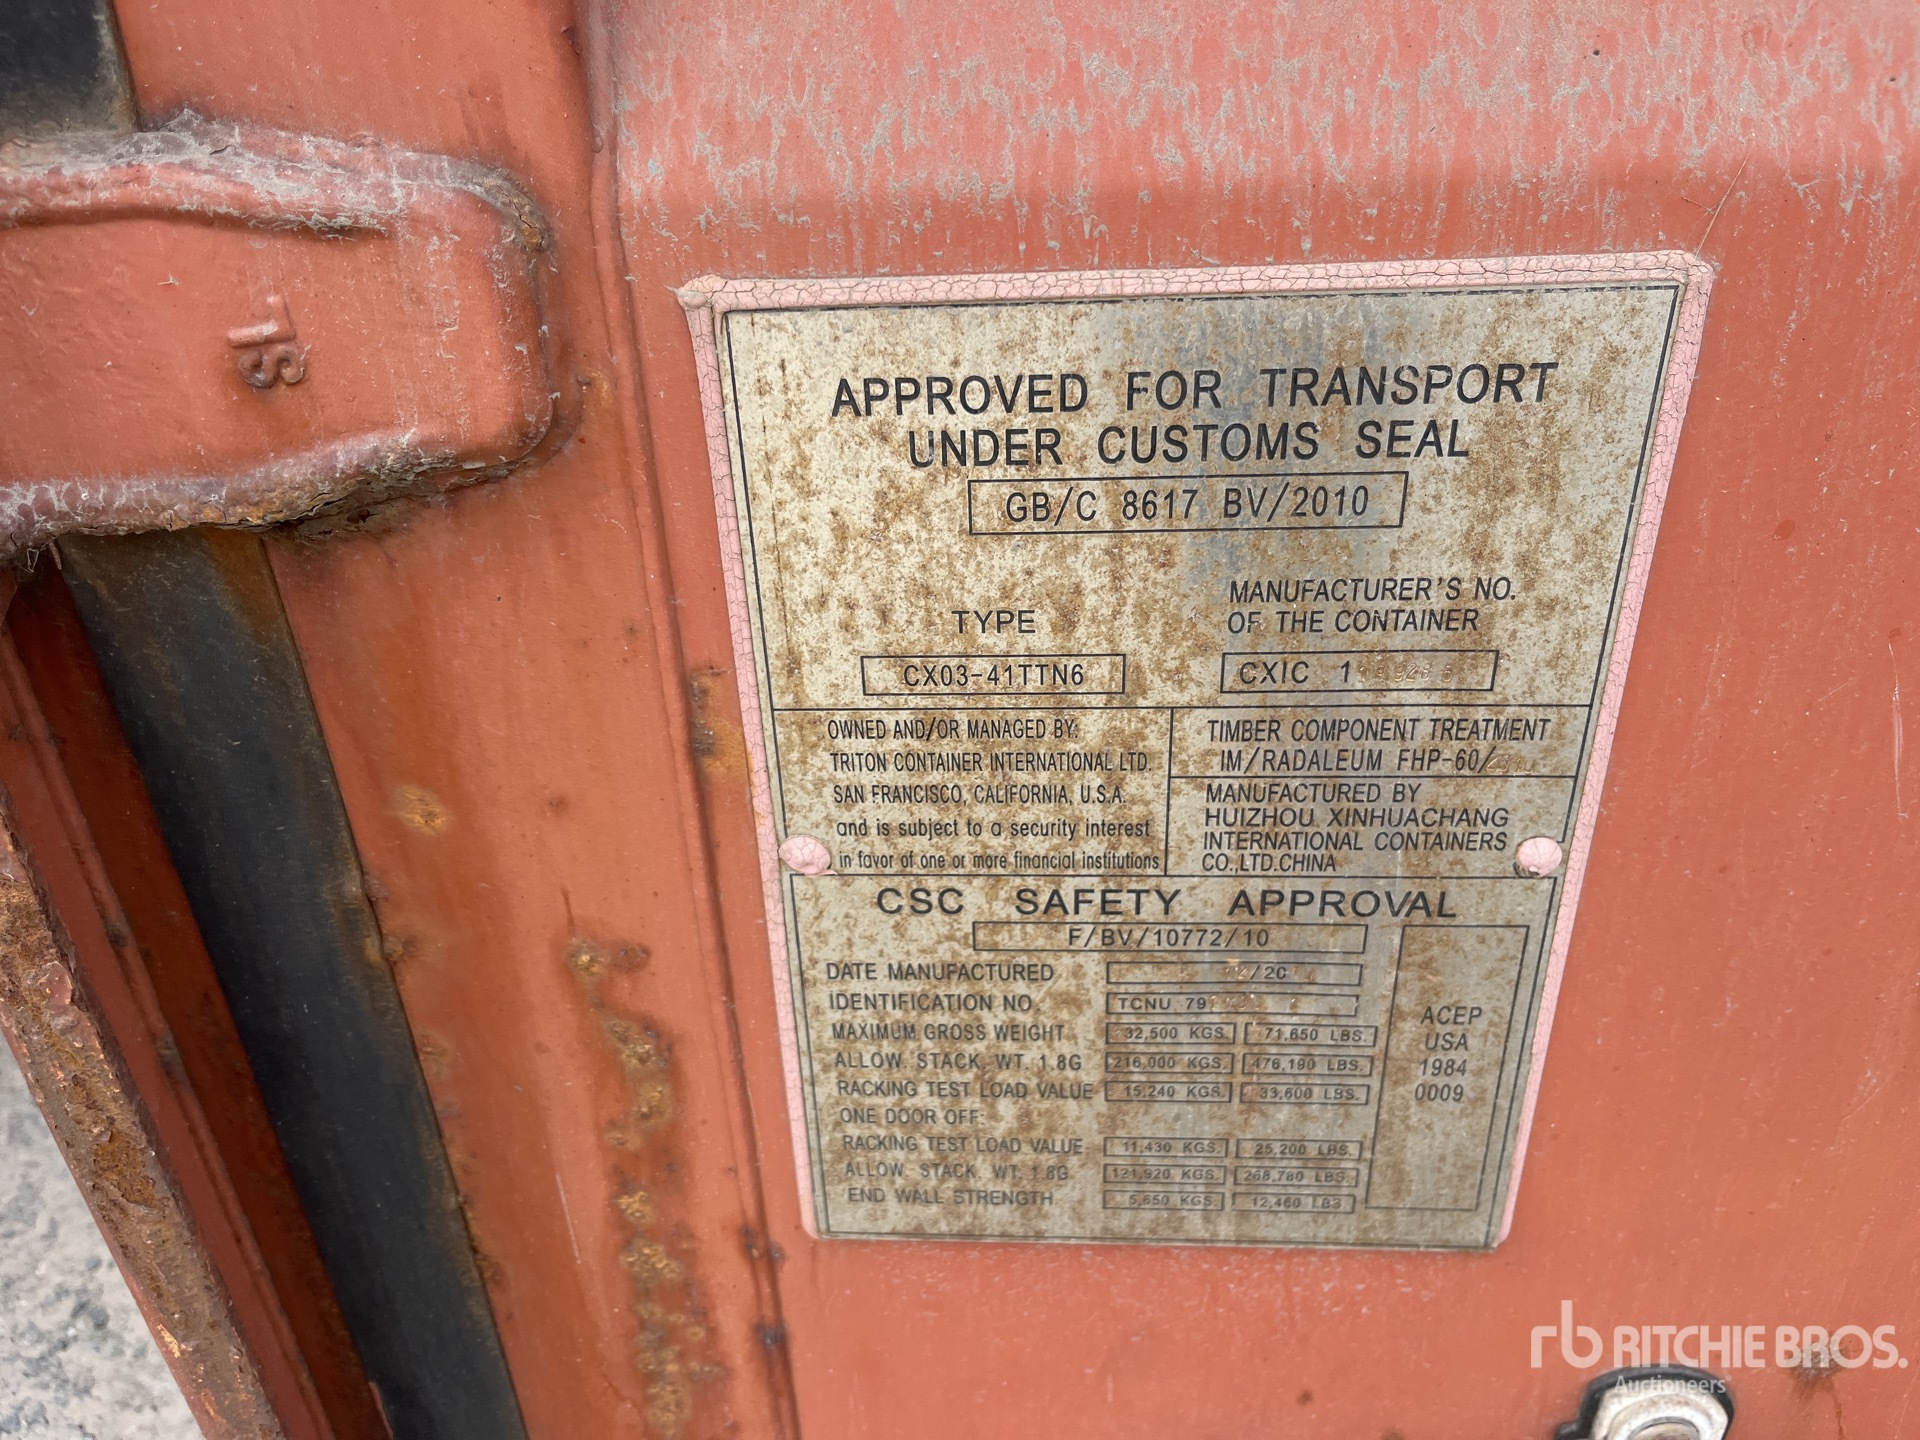 APPROVED FOR TRANSPORT
UNDER CUSTOMS SEAL
GB/C 8617 BV/2010
TYPE
CX03-41TTN6
MANUFACTURER'S NO.
OF THE CONTAINER
CXIC
OWNED AND/OR MANAGED BY:
TRITON CONTAINER INTERNATIONAL LTD.
SAN FRANCISCO, CALIFORNIA, U.S.A.
and is subject to a security interest
in favor of one or more financial institutions
TIMBER COMPONENT TREATMENT
IM/RADALEUM
MANUFACTURED BY
HUIZHOU XINHUACHANG
INTERNATIONAL CONTAINERS
CO.,LTD.CHINA
CSC SAFETY APPROVAL
F/BV/10772/10
DATE MANUFACTURED
IDENTIFICATION NO. TCNU
MAXIMUM GROSS WEIGHT 32,500 KGS. 71,650 LBS.
ALLOW. STACK. WT. 1.8G 216,000 KGS. 476,190 LBS.
RACKING TEST LOAD VALUE 15,240 KGS. 33,600 LBS.
ONE DOOR OFF:
RACKING TEST LOAD VALUE 11,430 KGS. 25,200 LBS.
ALLOW. STACK. WT. 1.8G 121,920 KGS. 268,780 LBS.
END WALL STRENGTH 5,650 KGS. 12,460 LBS
ACEP
USA
1984
0009
rb RITCHIE BROS.
Auctioneers